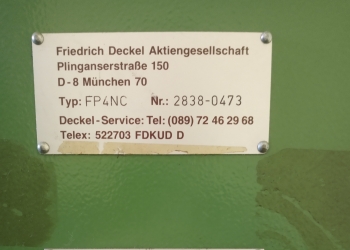 Friedrich Deckel Aktiengesellschaft
Plinganserstraße 150
D-8 München 70
Typ: FP4NC Nr.: 2838-0473
Deckel-Service: Tel: (089) 72 46 29 68
Telex: 522703 FDKUD D